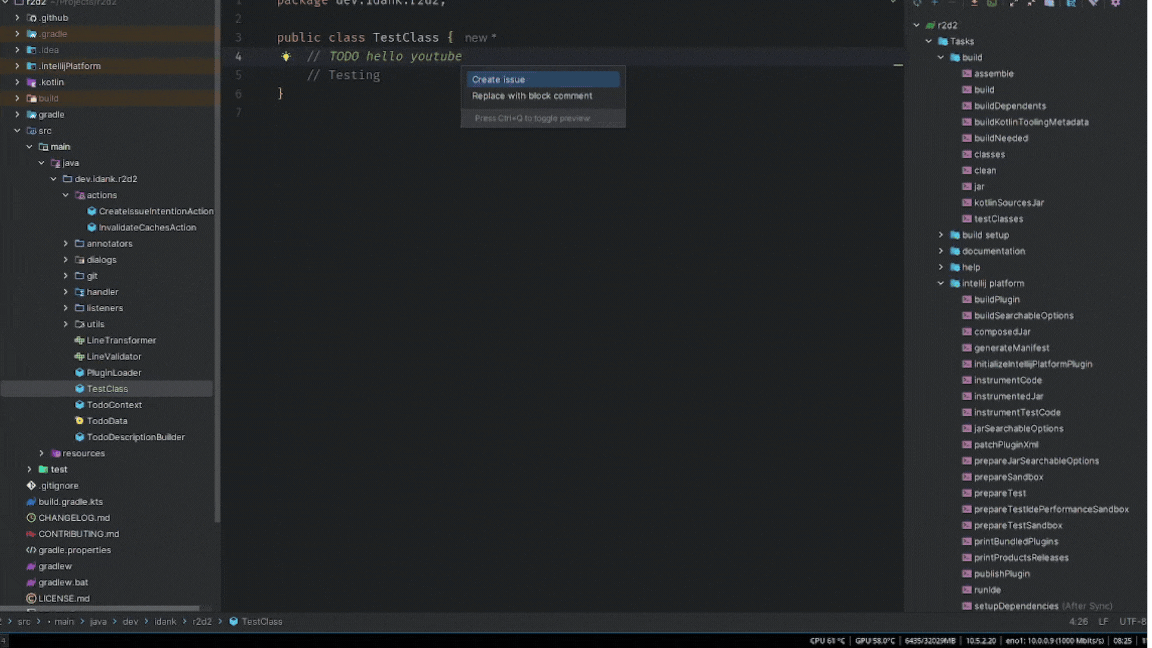 r2d2 ~/Projects/r2d2
.github
.gradle
.idea
.intellijPlatform
.kotlin
build
gradle
src
main
java
dev.idank.r2d2
actions
CreateIssueIntentionAction
InvalidateCachesAction
annotators
dialogs
git
handler
listeners
utils
LineTransformer
LineValidator
PluginLoader
TestClass
TodoContext
TodoData
TodoDescriptionBuilder
resources
test
.gitignore
build.gradle.kts
CHANGELOG.md
CONTRIBUTING.md
gradle.properties
gradlew
gradlew.bat
LICENSE.md
1 package dev.idank.r2d2;
2
3 public class TestClass { new *
4 // TODO hello youtube
5 // Testing
6 }
7
Create issue
Replace with block comment
Press Ctrl+Q to toggle preview
r2d2
Tasks
build
assemble
build
buildDependents
buildKotlinToolingMetadata
buildNeeded
classes
clean
jar
kotlinSourcesJar
testClasses
build setup
documentation
help
intellij platform
buildPlugin
buildSearchableOptions
composedJar
generateManifest
initializeIntellijPlatformPlugin
instrumentCode
instrumentedJar
instrumentTestCode
jarSearchableOptions
patchPluginXml
prepareJarSearchableOptions
prepareSandbox
prepareTest
prepareTestIdePerformanceSandbox
prepareTestSandbox
printBundledPlugins
printProductsReleases
publishPlugin
runIde
setupDependencies (After Sync)
src > main > java > dev > idank > r2d2 > TestClass
4:26 LF UTF-8
CPU 61 °C | GPU 58.0°C | 6435/32029MB | 10.5.2.20 | eno1: 10.0.0.9 (1000 Mbits/s) | 08:25 |